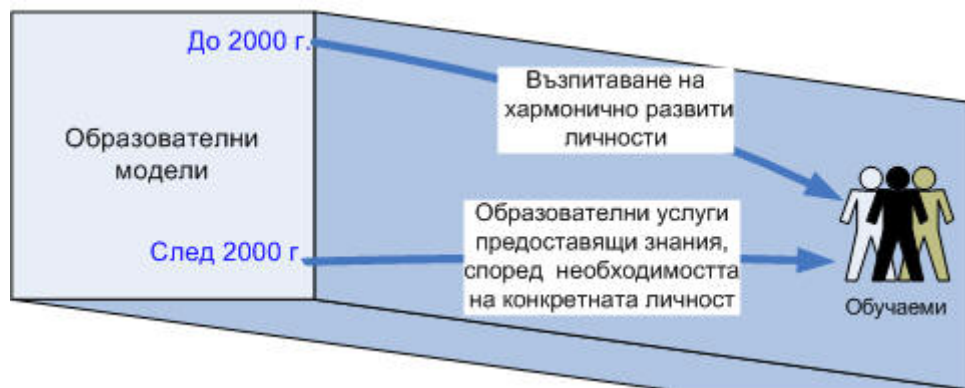 До 2000 г.
Възпитаване на
хармонично развити
личности
Образователни
модели
Образователни услуги
предоставящи знания,
според необходимостта
на конкретната личност
След 2000 г.
Обучаеми